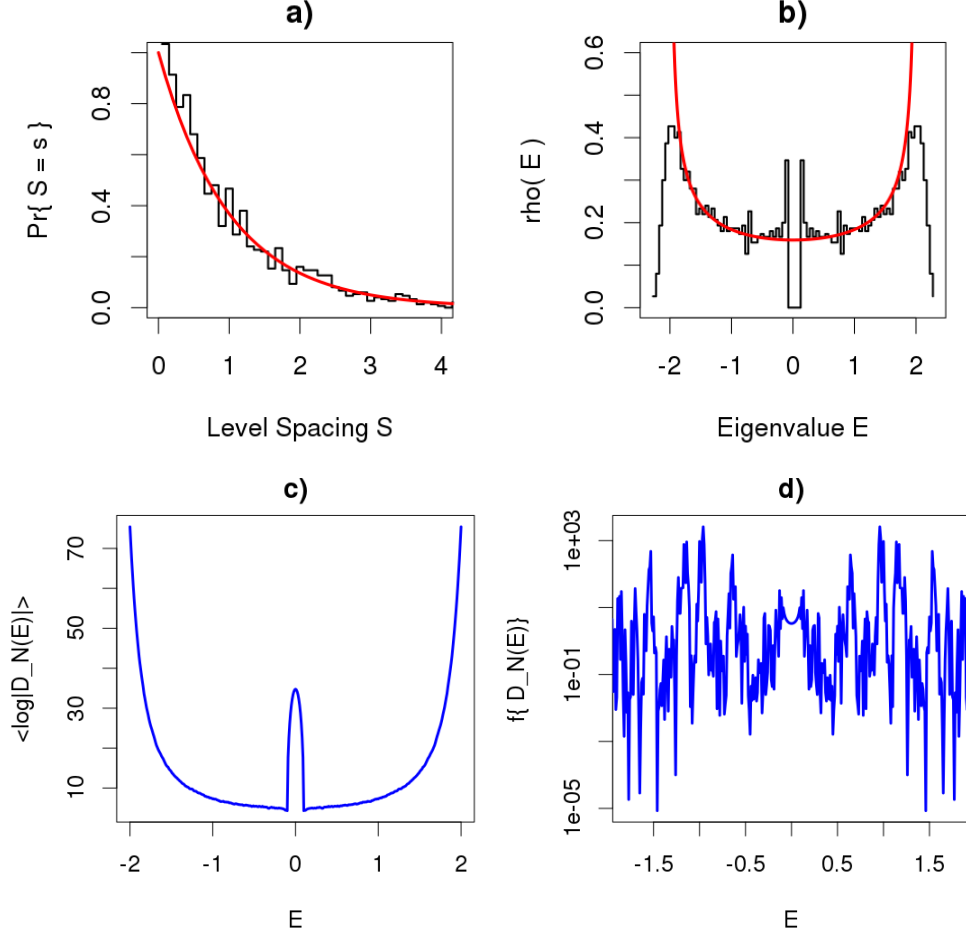 a)
Pr{ S = s }
0.0 0.4 0.8
0 1 2 3 4
Level Spacing S
b)
rho( E )
0.0 0.2 0.4 0.6
-2 -1 0 1 2
Eigenvalue E
c)
<log|D_N(E)|>
10 30 50 70
-2 -1 0 1 2
E
d)
f{ D_N(E)}
1e-05 1e-01 1e+03
-1.5 -0.5 0.5 1.5
E